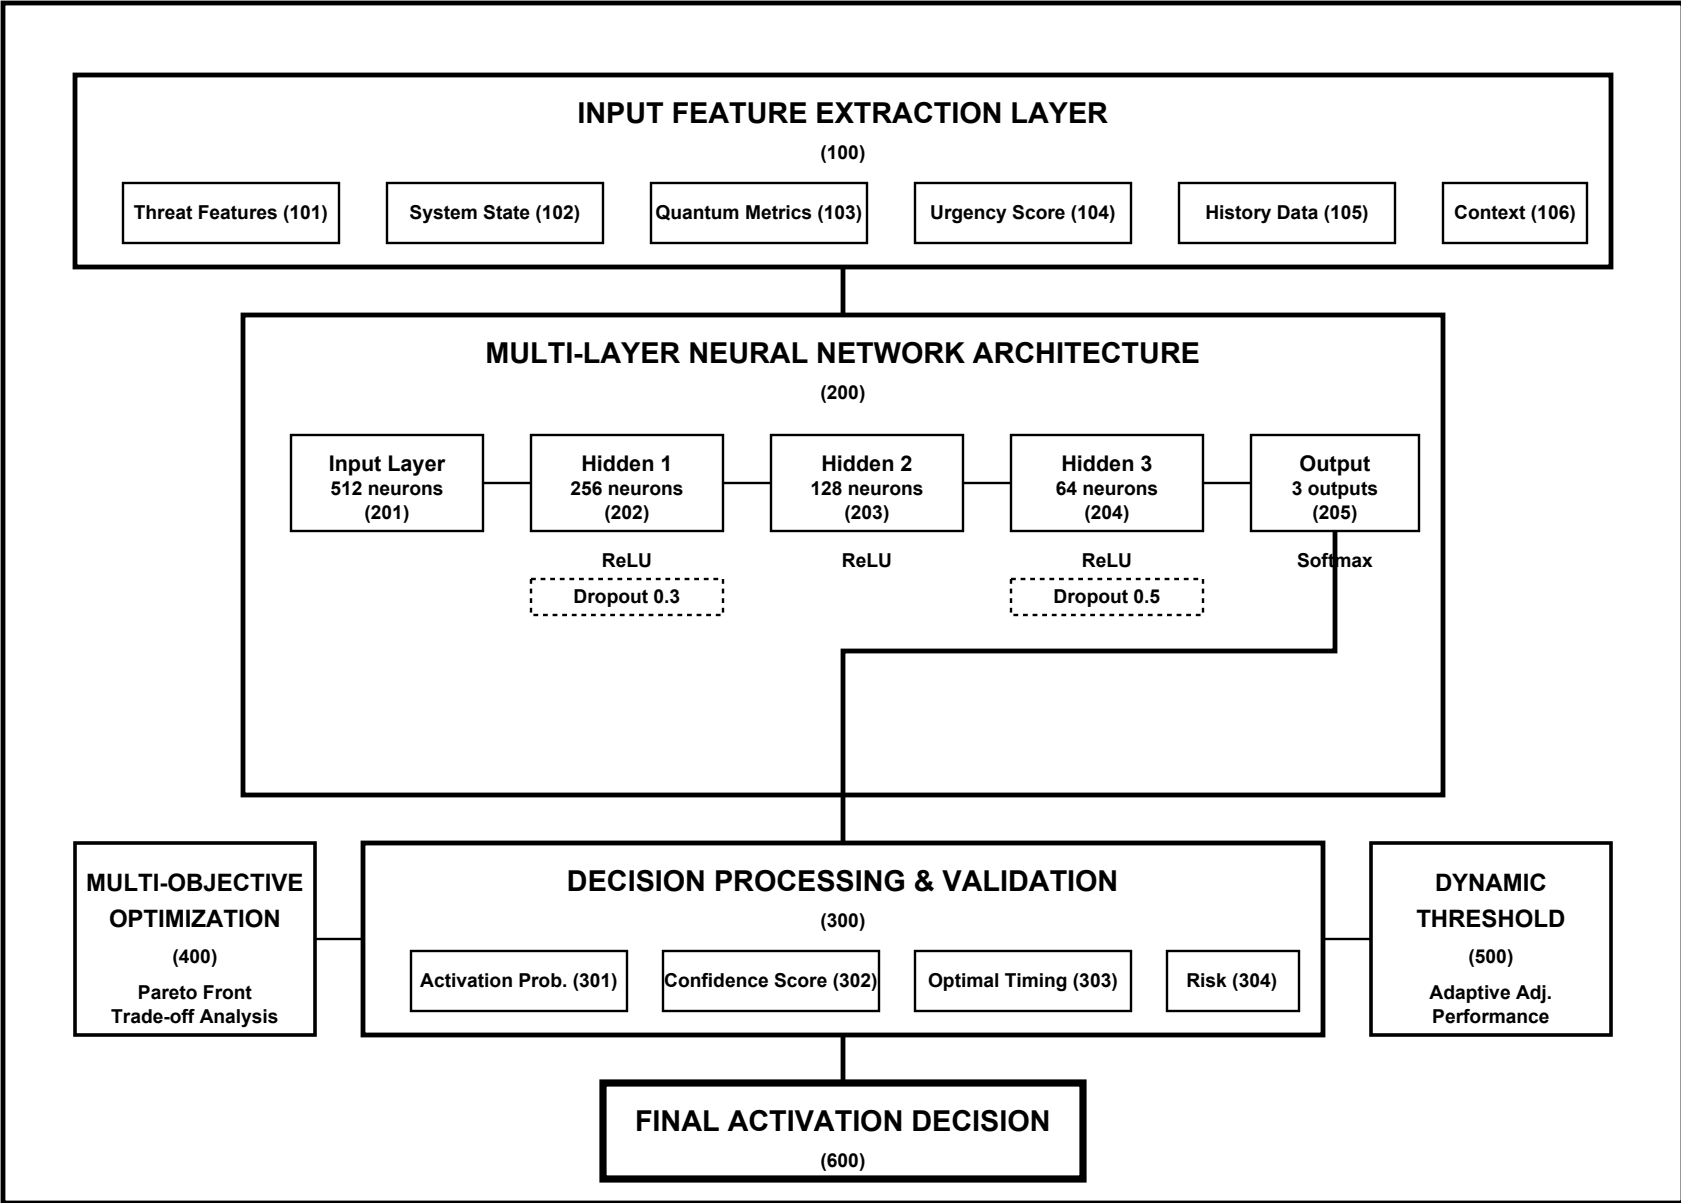 INPUT FEATURE EXTRACTION LAYER
(100)
Threat Features (101)
System State (102)
Quantum Metrics (103)
Urgency Score (104)
History Data (105)
Context (106)
MULTI-LAYER NEURAL NETWORK ARCHITECTURE
(200)
Input Layer
512 neurons
(201)
Hidden 1
256 neurons
(202)
ReLU
Dropout 0.3
Hidden 2
128 neurons
(203)
ReLU
Hidden 3
64 neurons
(204)
ReLU
Dropout 0.5
Output
3 outputs
(205)
Softmax
MULTI-OBJECTIVE
OPTIMIZATION
(400)
Pareto Front
Trade-off Analysis
DECISION PROCESSING & VALIDATION
(300)
Activation Prob. (301)
Confidence Score (302)
Optimal Timing (303)
Risk (304)
DYNAMIC
THRESHOLD
(500)
Adaptive Adj.
Performance
FINAL ACTIVATION DECISION
(600)